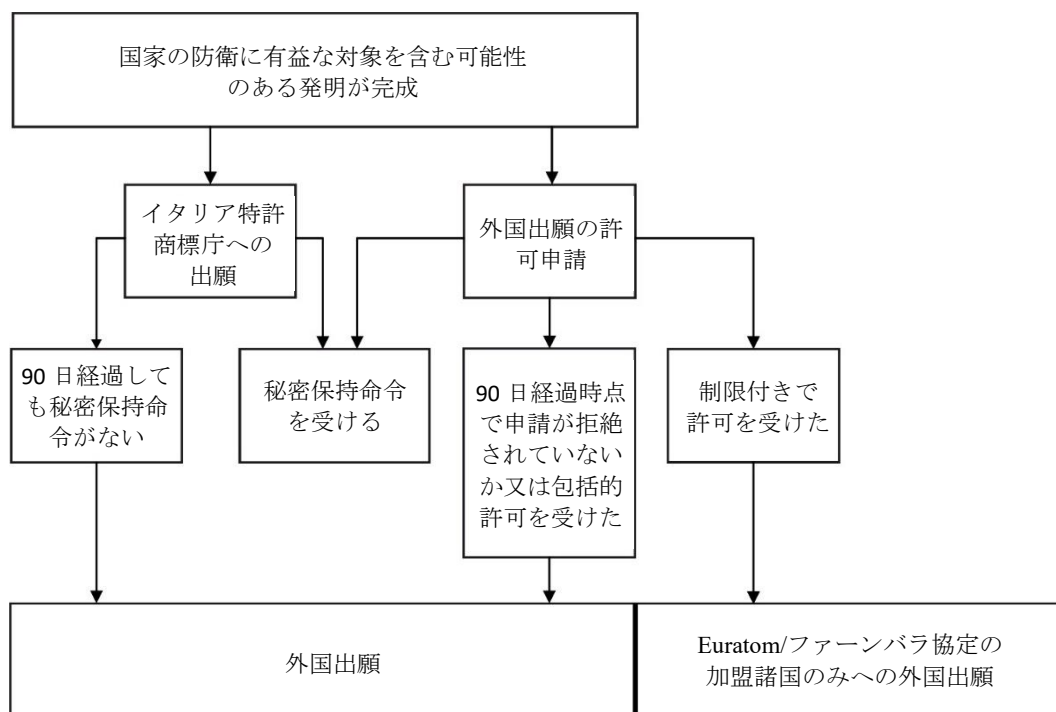 国家の防衛に有益な対象を含む可能性
のある発明が完成
イタリア特許
商標庁への
出願
外国出願の許
可申請
90 日経過して
も秘密保持命
令がない
秘密保持命令
を受ける
90 日経過時点
で申請が拒絶
されていない
か又は包括的
許可を受けた
制限付きで
許可を受けた
外国出願
Euratom/ファーンバラ協定の
加盟諸国のみへの外国出願